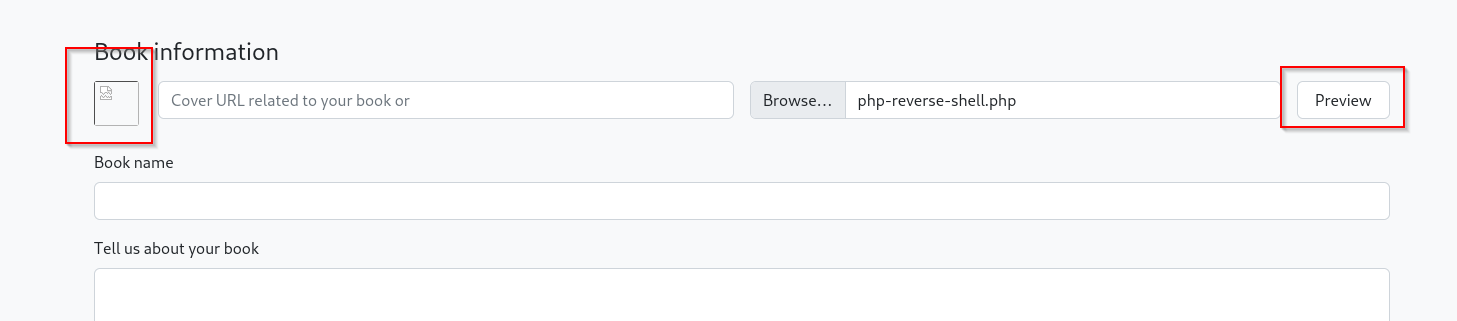 Book information
Cover URL related to your book or
Browse... php-reverse-shell.php
Preview
Book name
Tell us about your book